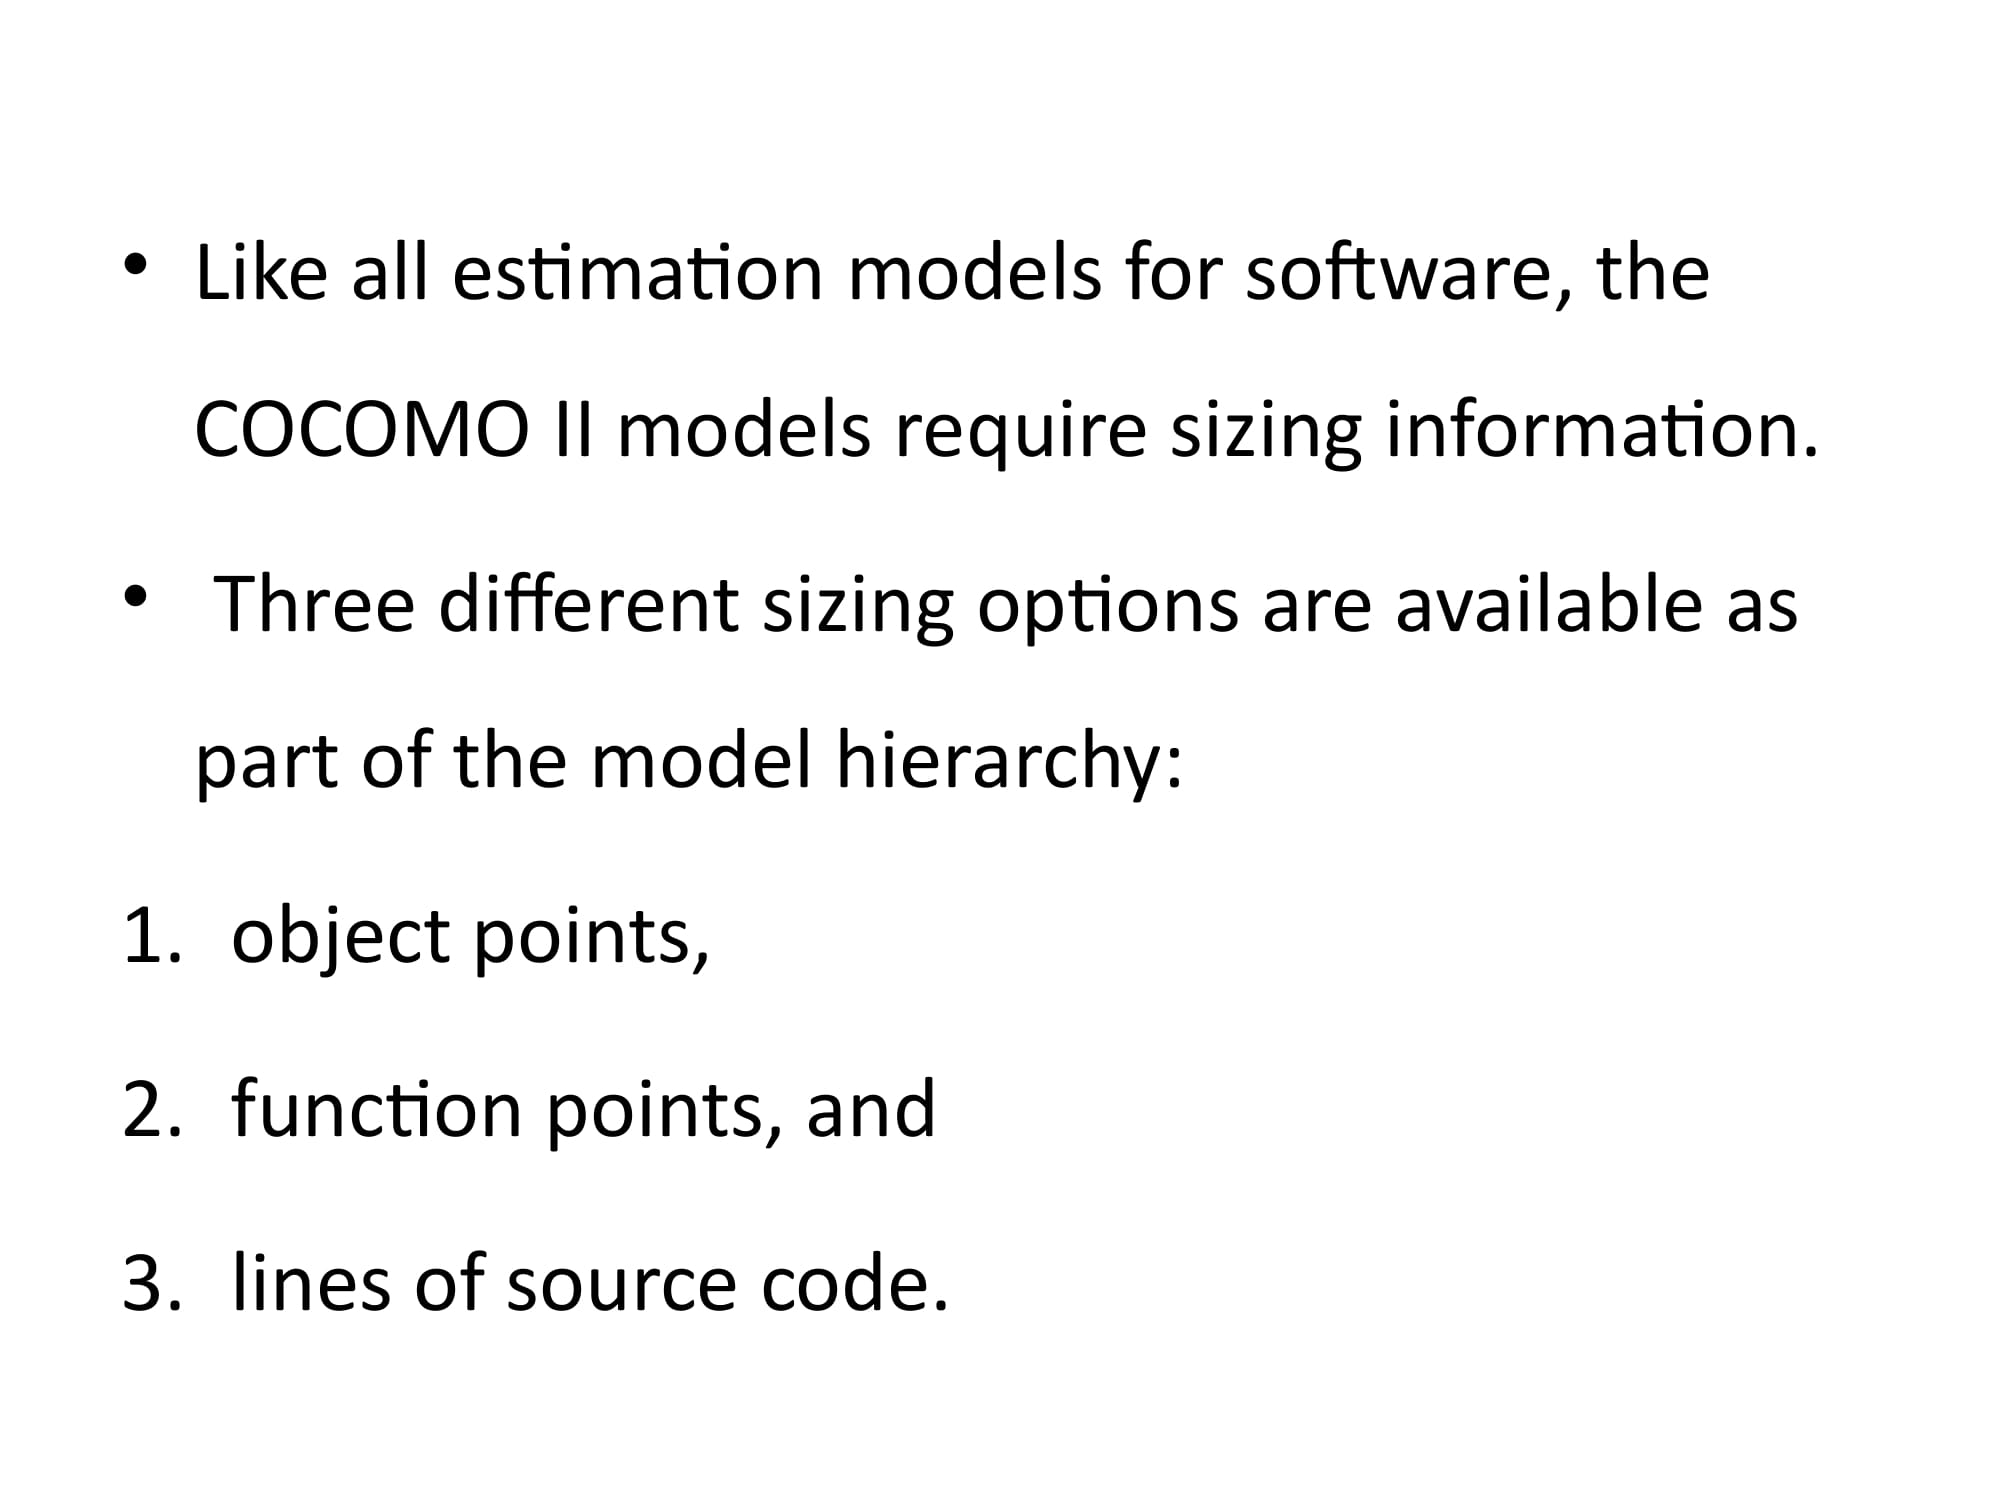 • Like all estimation models for software, the
COCOMO II models require sizing information.
• Three different sizing options are available as
part of the model hierarchy:
1. object points,
2. function points, and
3. lines of source code.